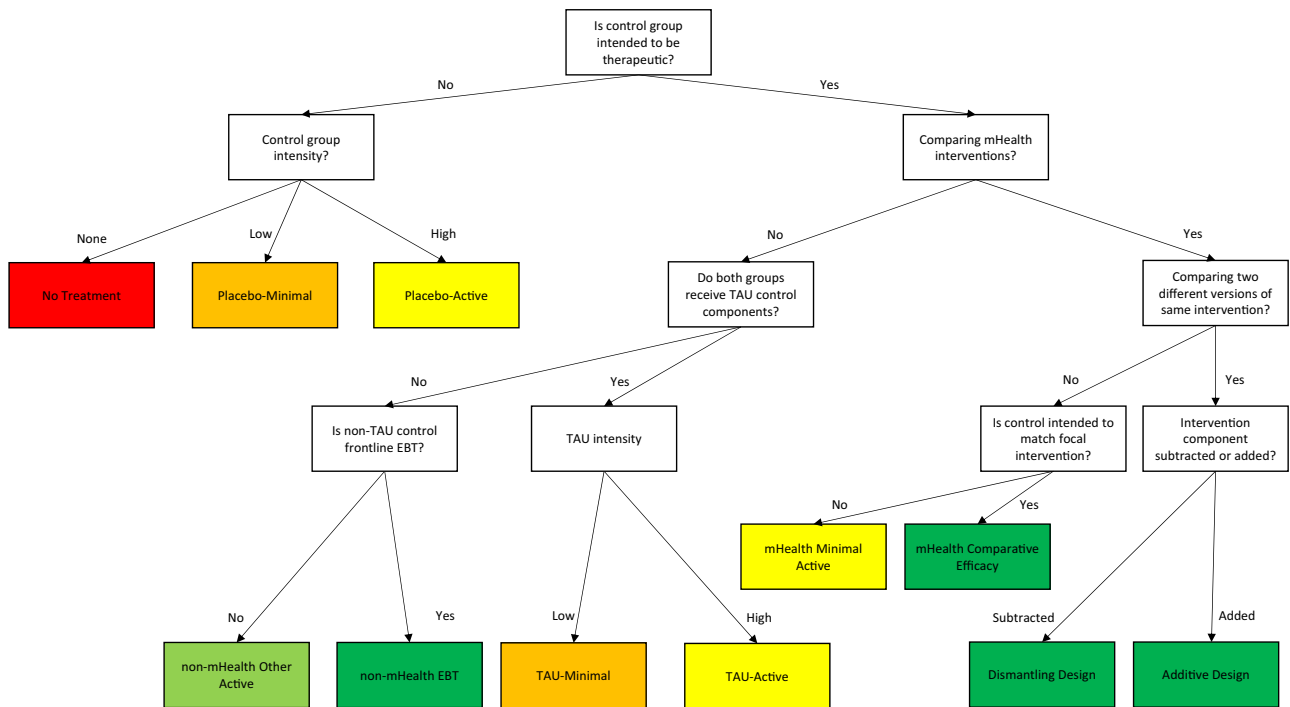 Is control group
intended to be
therapeutic?
No
Yes
Control group
intensity?
Comparing mHealth
interventions?
None
Low
High
No
Yes
No Treatment
Placebo-Minimal
Placebo-Active
Do both groups
receive TAU control
components?
Comparing two
different versions of
same intervention?
No
Yes
No
Yes
Is non-TAU control
frontline EBT?
TAU intensity
Is control intended to
match focal
intervention?
Intervention
component
subtracted or added?
No
Yes
mHealth Minimal
Active
mHealth Comparative
Efficacy
No
Yes
Low
High
Subtracted
Added
non-mHealth Other
Active
non-mHealth EBT
TAU-Minimal
TAU-Active
Dismantling Design
Additive Design